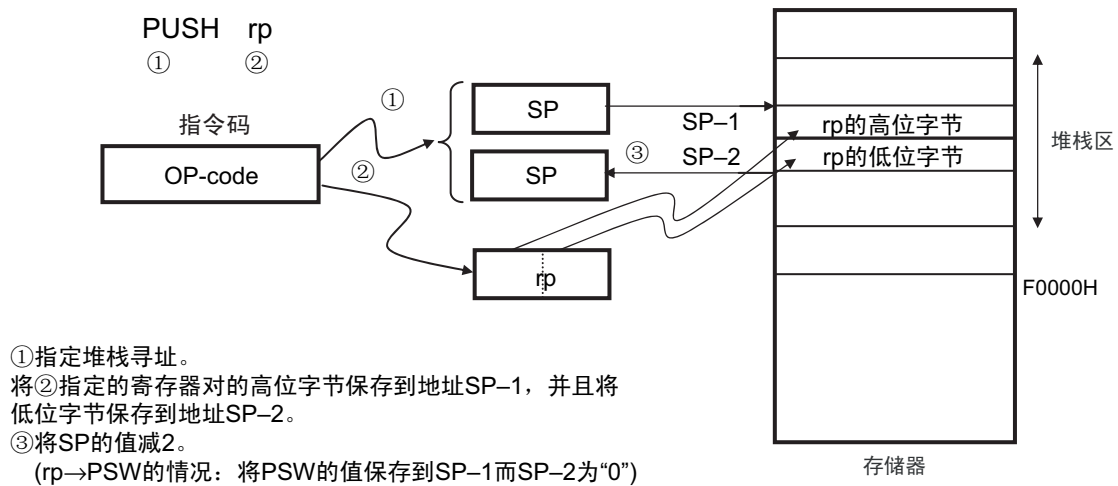 PUSH rp
① ②
指令码
OP-code
①
②
SP
SP
③
SP–1
SP–2
rp
rp的高位字节
rp的低位字节
堆栈区
F0000H
存储器
①指定堆栈寻址。
将②指定的寄存器对的高位字节保存到地址SP–1，并且将
低位字节保存到地址SP–2。
③将SP的值减2。
(rp→PSW的情况：将PSW的值保存到SP–1而SP–2为“0”)